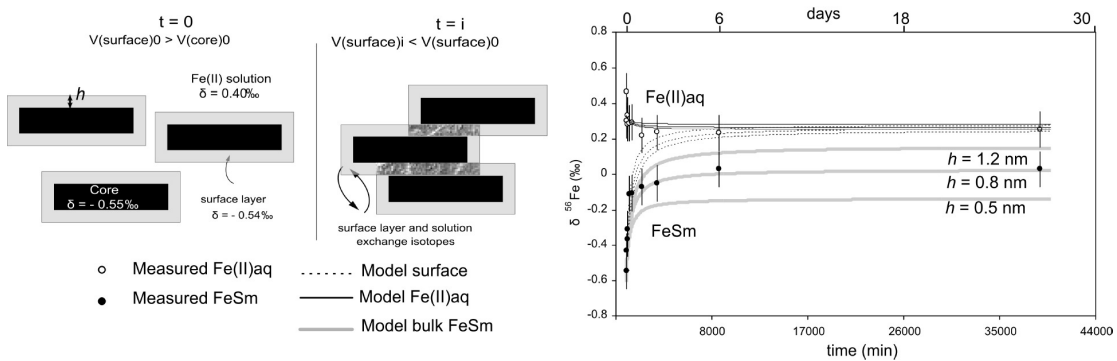 t = 0
V(surface)0 > V(core)0
t = i
V(surface)i < V(surface)0
h
Fe(II) solution
δ = 0.40‰
Core
δ = - 0.55‰
surface layer
δ = - 0.54‰
surface layer and solution
exchange isotopes
Measured Fe(II)aq
Measured FeSm
Model surface
Model Fe(II)aq
Model bulk FeSm
0 6 days 18 30
0.8
0.6
0.4
0.2
0
-0.2
-0.4
-0.6
-0.8
δ 56Fe (‰)
Fe(II)aq
FeSm
h = 1.2 nm
h = 0.8 nm
h = 0.5 nm
8000 17000 26000 35000 44000
time (min)